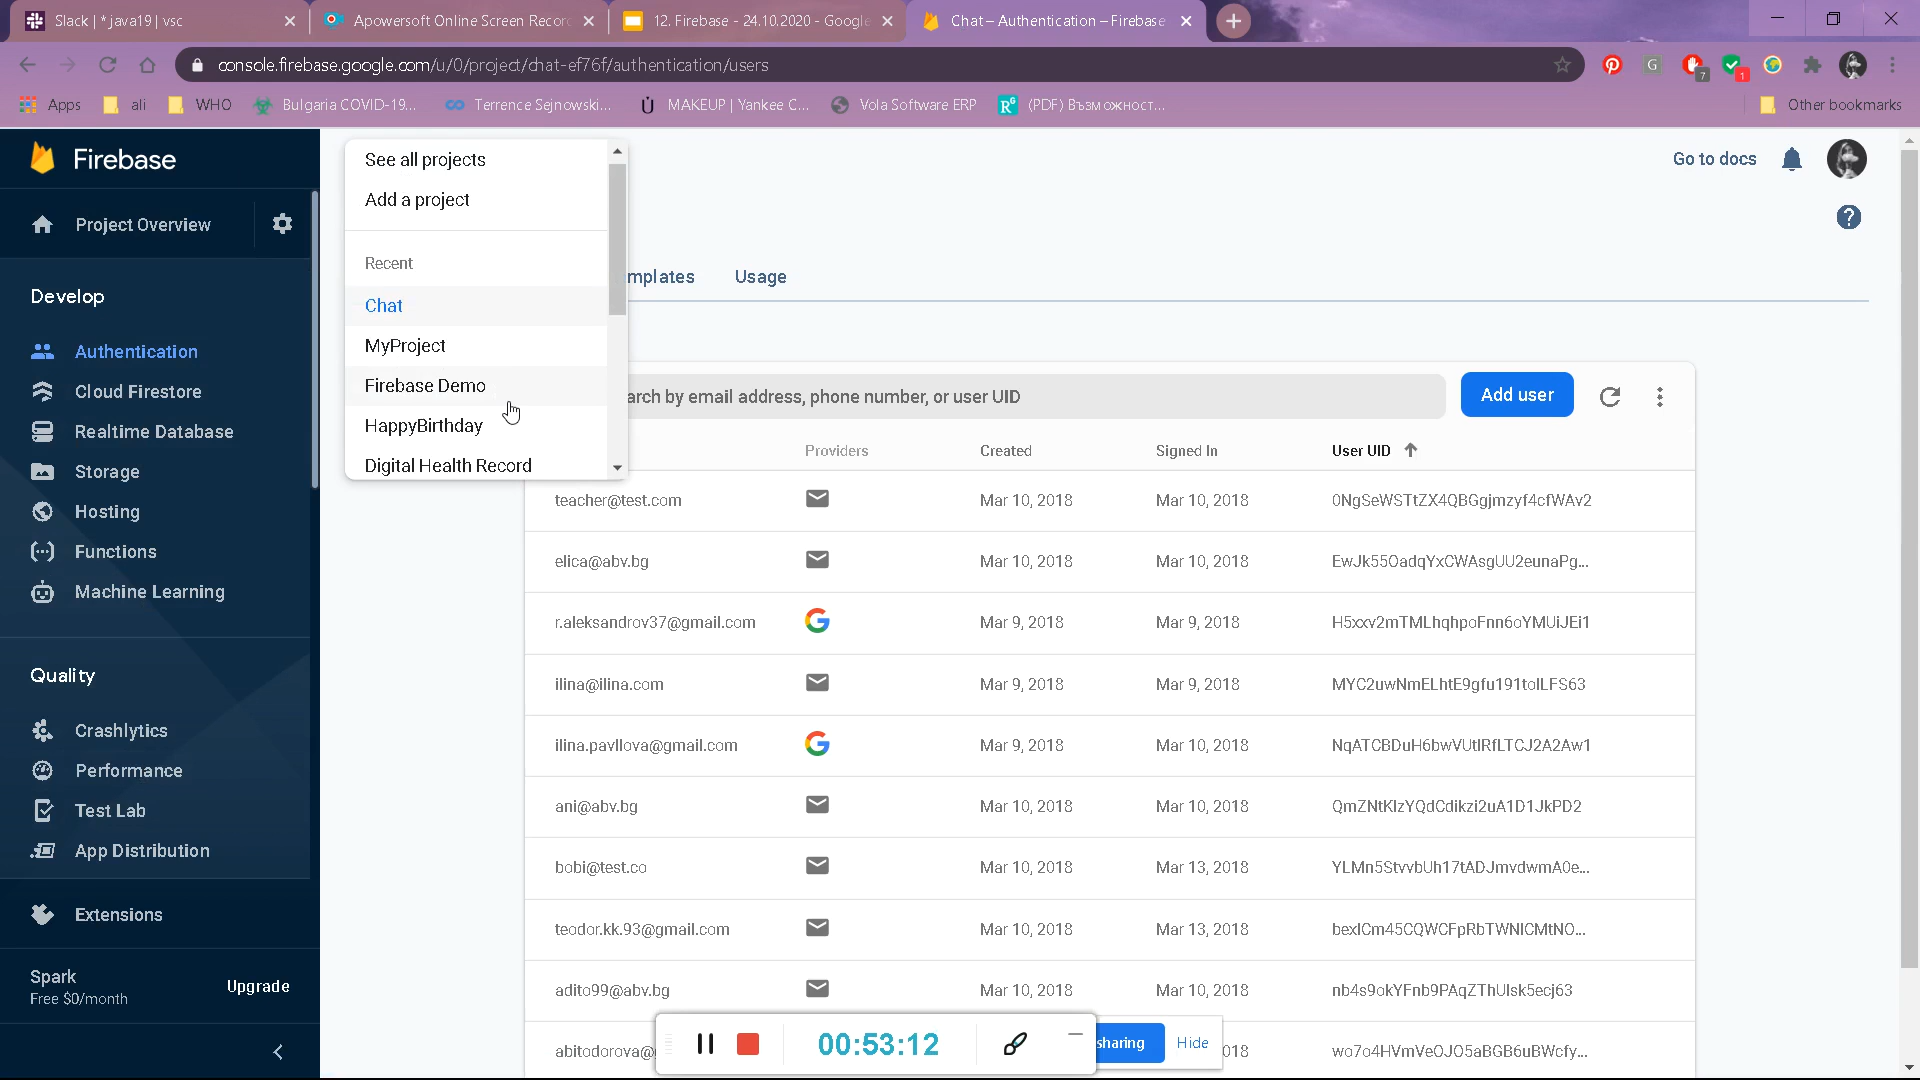 Slack | *java19 | vsc
Apowersoft Online Screen Recor
12. Firebase - 24.10.2020 - Google
Chat – Authentication – Firebase
console.firebase.google.com/u/0/project/chat-ef76f/authentication/users
7
1
Apps
ali
WHO
Bulgaria COVID-19...
Terrence Sejnowski...
MAKEUP | Yankee C...
Vola Software ERP
(PDF) Възможност...
Other bookmarks
Firebase
Project Overview
Develop
Authentication
Cloud Firestore
Realtime Database
Storage
Hosting
Functions
Machine Learning
Quality
Crashlytics
Performance
Test Lab
App Distribution
Extensions
Spark
Free $0/month
Upgrade
See all projects
Add a project
Recent
Chat
MyProject
Firebase Demo
HappyBirthday
Digital Health Record
Go to docs
mplates
Usage
arch by email address, phone number, or user UID
Add user
Providers
Created
Signed In
User UID
teacher@test.com Mar 10, 2018 Mar 10, 2018 0NgSeWSTtZX4QBGgjmzyf4cfWAv2
elica@abv.bg Mar 10, 2018 Mar 10, 2018 EwJk55OadqYxCWAsgUU2eunaPg...
r.aleksandrov37@gmail.com Mar 9, 2018 Mar 9, 2018 H5xxv2mTMLhqhpoFnn6oYMUiJEi1
ilina@ilina.com Mar 9, 2018 Mar 9, 2018 MYC2uwNmELhtE9gfu191tolLFS63
ilina.pavllova@gmail.com Mar 9, 2018 Mar 10, 2018 NqATCBDuH6bwVUtlRfLTCJ2A2Aw1
ani@abv.bg Mar 10, 2018 Mar 10, 2018 QmZNtKlzYQdCdikzi2uA1D1JkPD2
bobi@test.co Mar 10, 2018 Mar 13, 2018 YLMn5StvvbUh17tADJmvdwmA0e...
teodor.kk.93@gmail.com Mar 10, 2018 Mar 13, 2018 bexlCm45CQWCFpRbTWNlCMtNO...
adito99@abv.bg Mar 10, 2018 Mar 10, 2018 nb4s9okYFnb9PAqZThUlsk5ecj63
abitodorova@ 018 wo7o4HVmVeOJO5aBGB6uBWcfy...
00:53:12
sharing
Hide